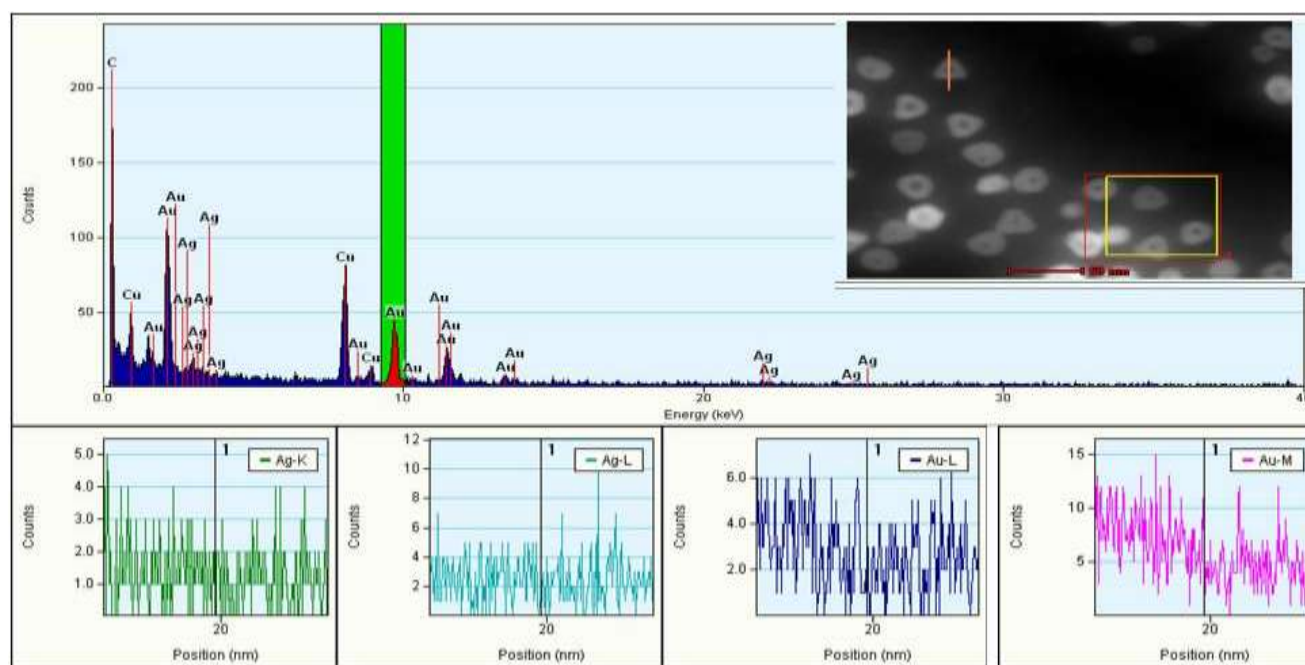 C
200
150
100
50
0
Counts
Cu
Au
Au
Au
Ag
Ag
Ag
Ag
Ag
Ag
Cu
Au
Cu
Au
Au
Au
Au
Au
Au
Au
Ag
Ag
Ag
Ag
0.0
10
20
30
Energy (keV)
50 nm
5.0
4.0
3.0
2.0
1.0
Counts
1
Ag-K
20
Position (nm)
12
10
8
6
4
2
Counts
1
Ag-L
20
Position (nm)
6.0
4.0
2.0
Counts
1
Au-L
20
Position (nm)
15
10
5
Counts
1
Au-M
20
Position (nm)